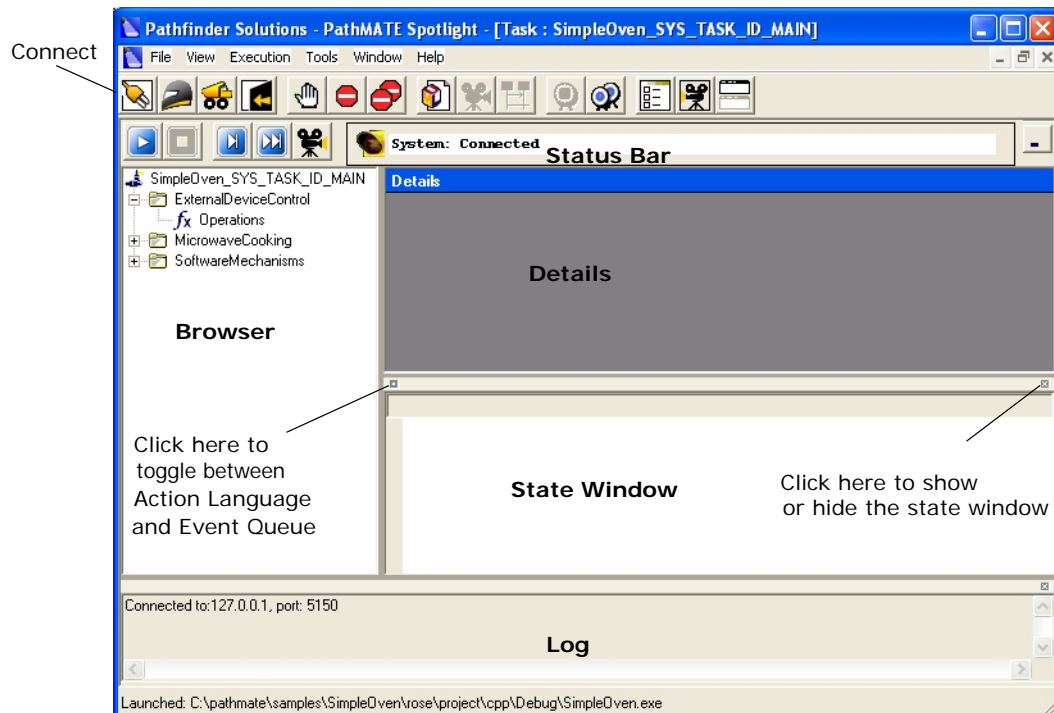 Pathfinder Solutions - PathMATE Spotlight - [Task : SimpleOven_SYS_TASK_ID_MAIN]
Connect
File View Execution Tools Window Help
System: Connected
Status Bar
SimpleOven_SYS_TASK_ID_MAIN
Details
ExternalDeviceControl
fx Operations
MicrowaveCooking
SoftwareMechanisms
Details
Browser
Click here to
toggle between
Action Language
and Event Queue
State Window
Click here to show
or hide the state window
Connected to:127.0.0.1, port: 5150
Log
Launched: C:\pathmate\samples\SimpleOven\rose\project\cpp\Debug\SimpleOven.exe